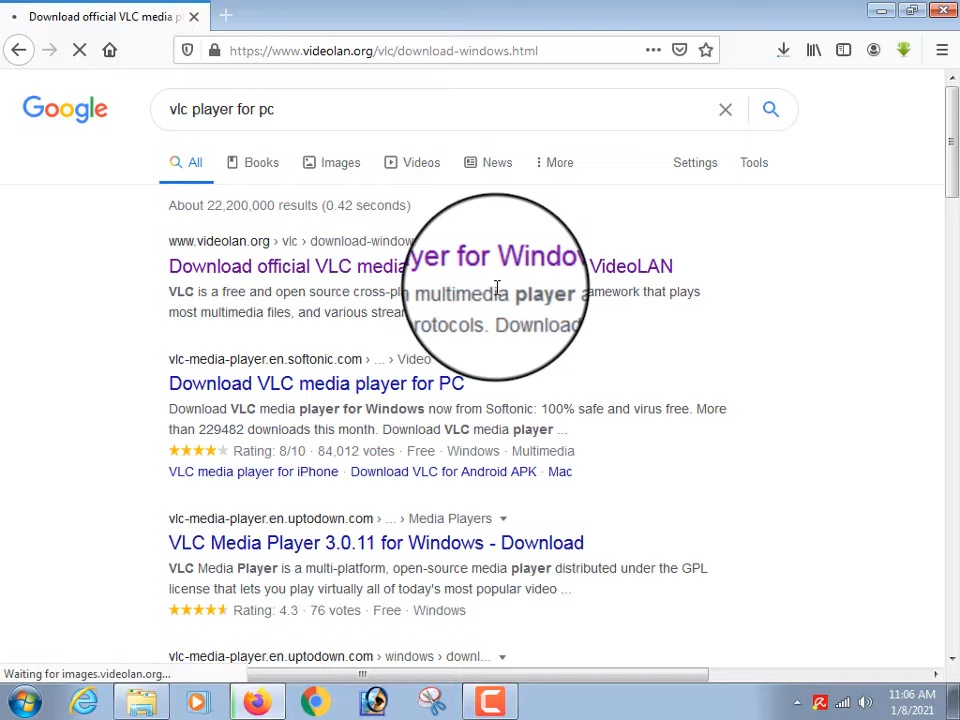 Download official VLC media p
https://www.videolan.org/vlc/download-windows.html
Google
vlc player for pc
All
Books
Images
Videos
News
More
Settings
Tools
About 22,200,000 results (0.42 seconds)
www.videolan.org › vlc › download-window
Download official VLC media yer for Windo VideoLAN
VLC is a free and open source cross-pl multimedia player a amework that plays
most multimedia files, and various strea rotocols. Download
vlc-media-player.en.softonic.com › ... › Video
Download VLC media player for PC
Download VLC media player for Windows now from Softonic: 100% safe and virus free. More
than 229482 downloads this month. Download VLC media player ...
Rating: 8/10 · 84,012 votes · Free · Windows · Multimedia
VLC media player for iPhone · Download VLC for Android APK · Mac
vlc-media-player.en.uptodown.com › ... › Media Players
VLC Media Player 3.0.11 for Windows - Download
VLC Media Player is a multi-platform, open-source media player distributed under the GPL
license that lets you play virtually all of today's most popular video ...
Rating: 4.3 · 76 votes · Free · Windows
vlc-media-player.en.uptodown.com › windows › downl...
Waiting for images.videolan.org...
11:06 AM
1/8/2021